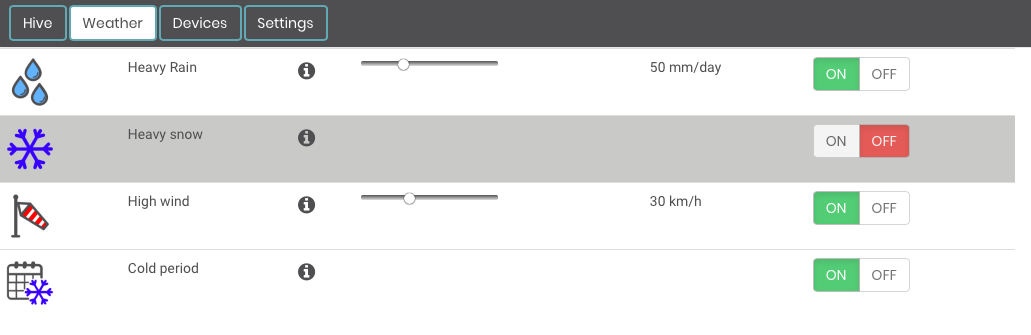 Hive Weather Devices Settings
Heavy Rain 50 mm/day ON OFF
Heavy snow ON OFF
High wind 30 km/h ON OFF
Cold period ON OFF